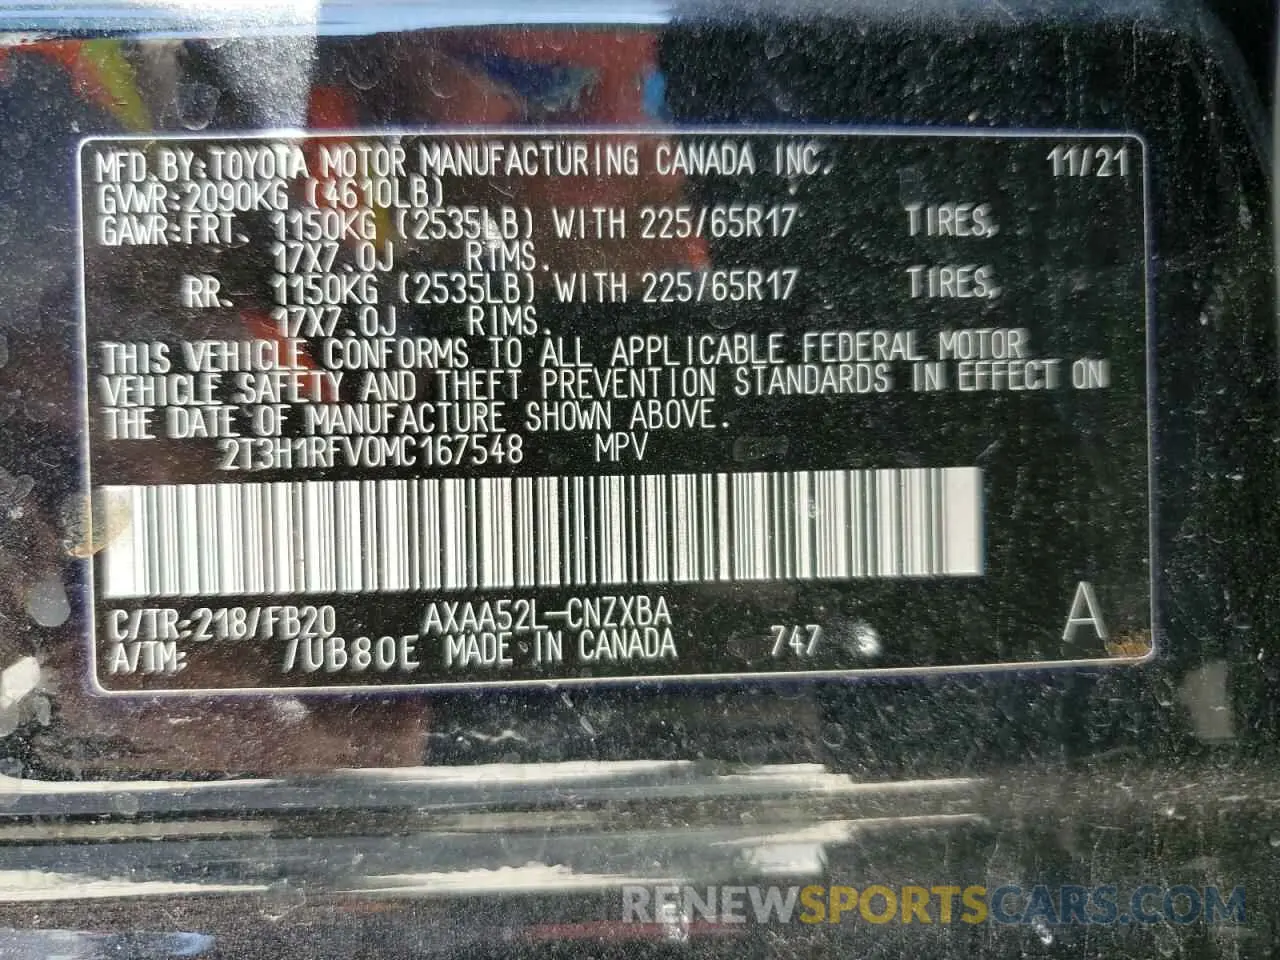 MFD. BY: TOYOTA MOTOR MANUFACTURING CANADA INC. 11/21
GVWR: 2090KG (4610LB)
GAWR: FRT. 1150KG (2535LB) WITH 225/65R17 TIRES,
17X7.0J RIMS.
RR. 1150KG (2535LB) WITH 225/65R17 TIRES,
17X7.0J RIMS.
THIS VEHICLE CONFORMS TO ALL APPLICABLE FEDERAL MOTOR
VEHICLE SAFETY AND THEFT PREVENTION STANDARDS IN EFFECT ON
THE DATE OF MANUFACTURE SHOWN ABOVE.
2T3H1RFV0MC167548 MPV
C/TR: 218/FB20 AXAA52L-CNZXBA
A/TM: /UB80E MADE IN CANADA 747 A
RENEWSPORTSCARS.COM